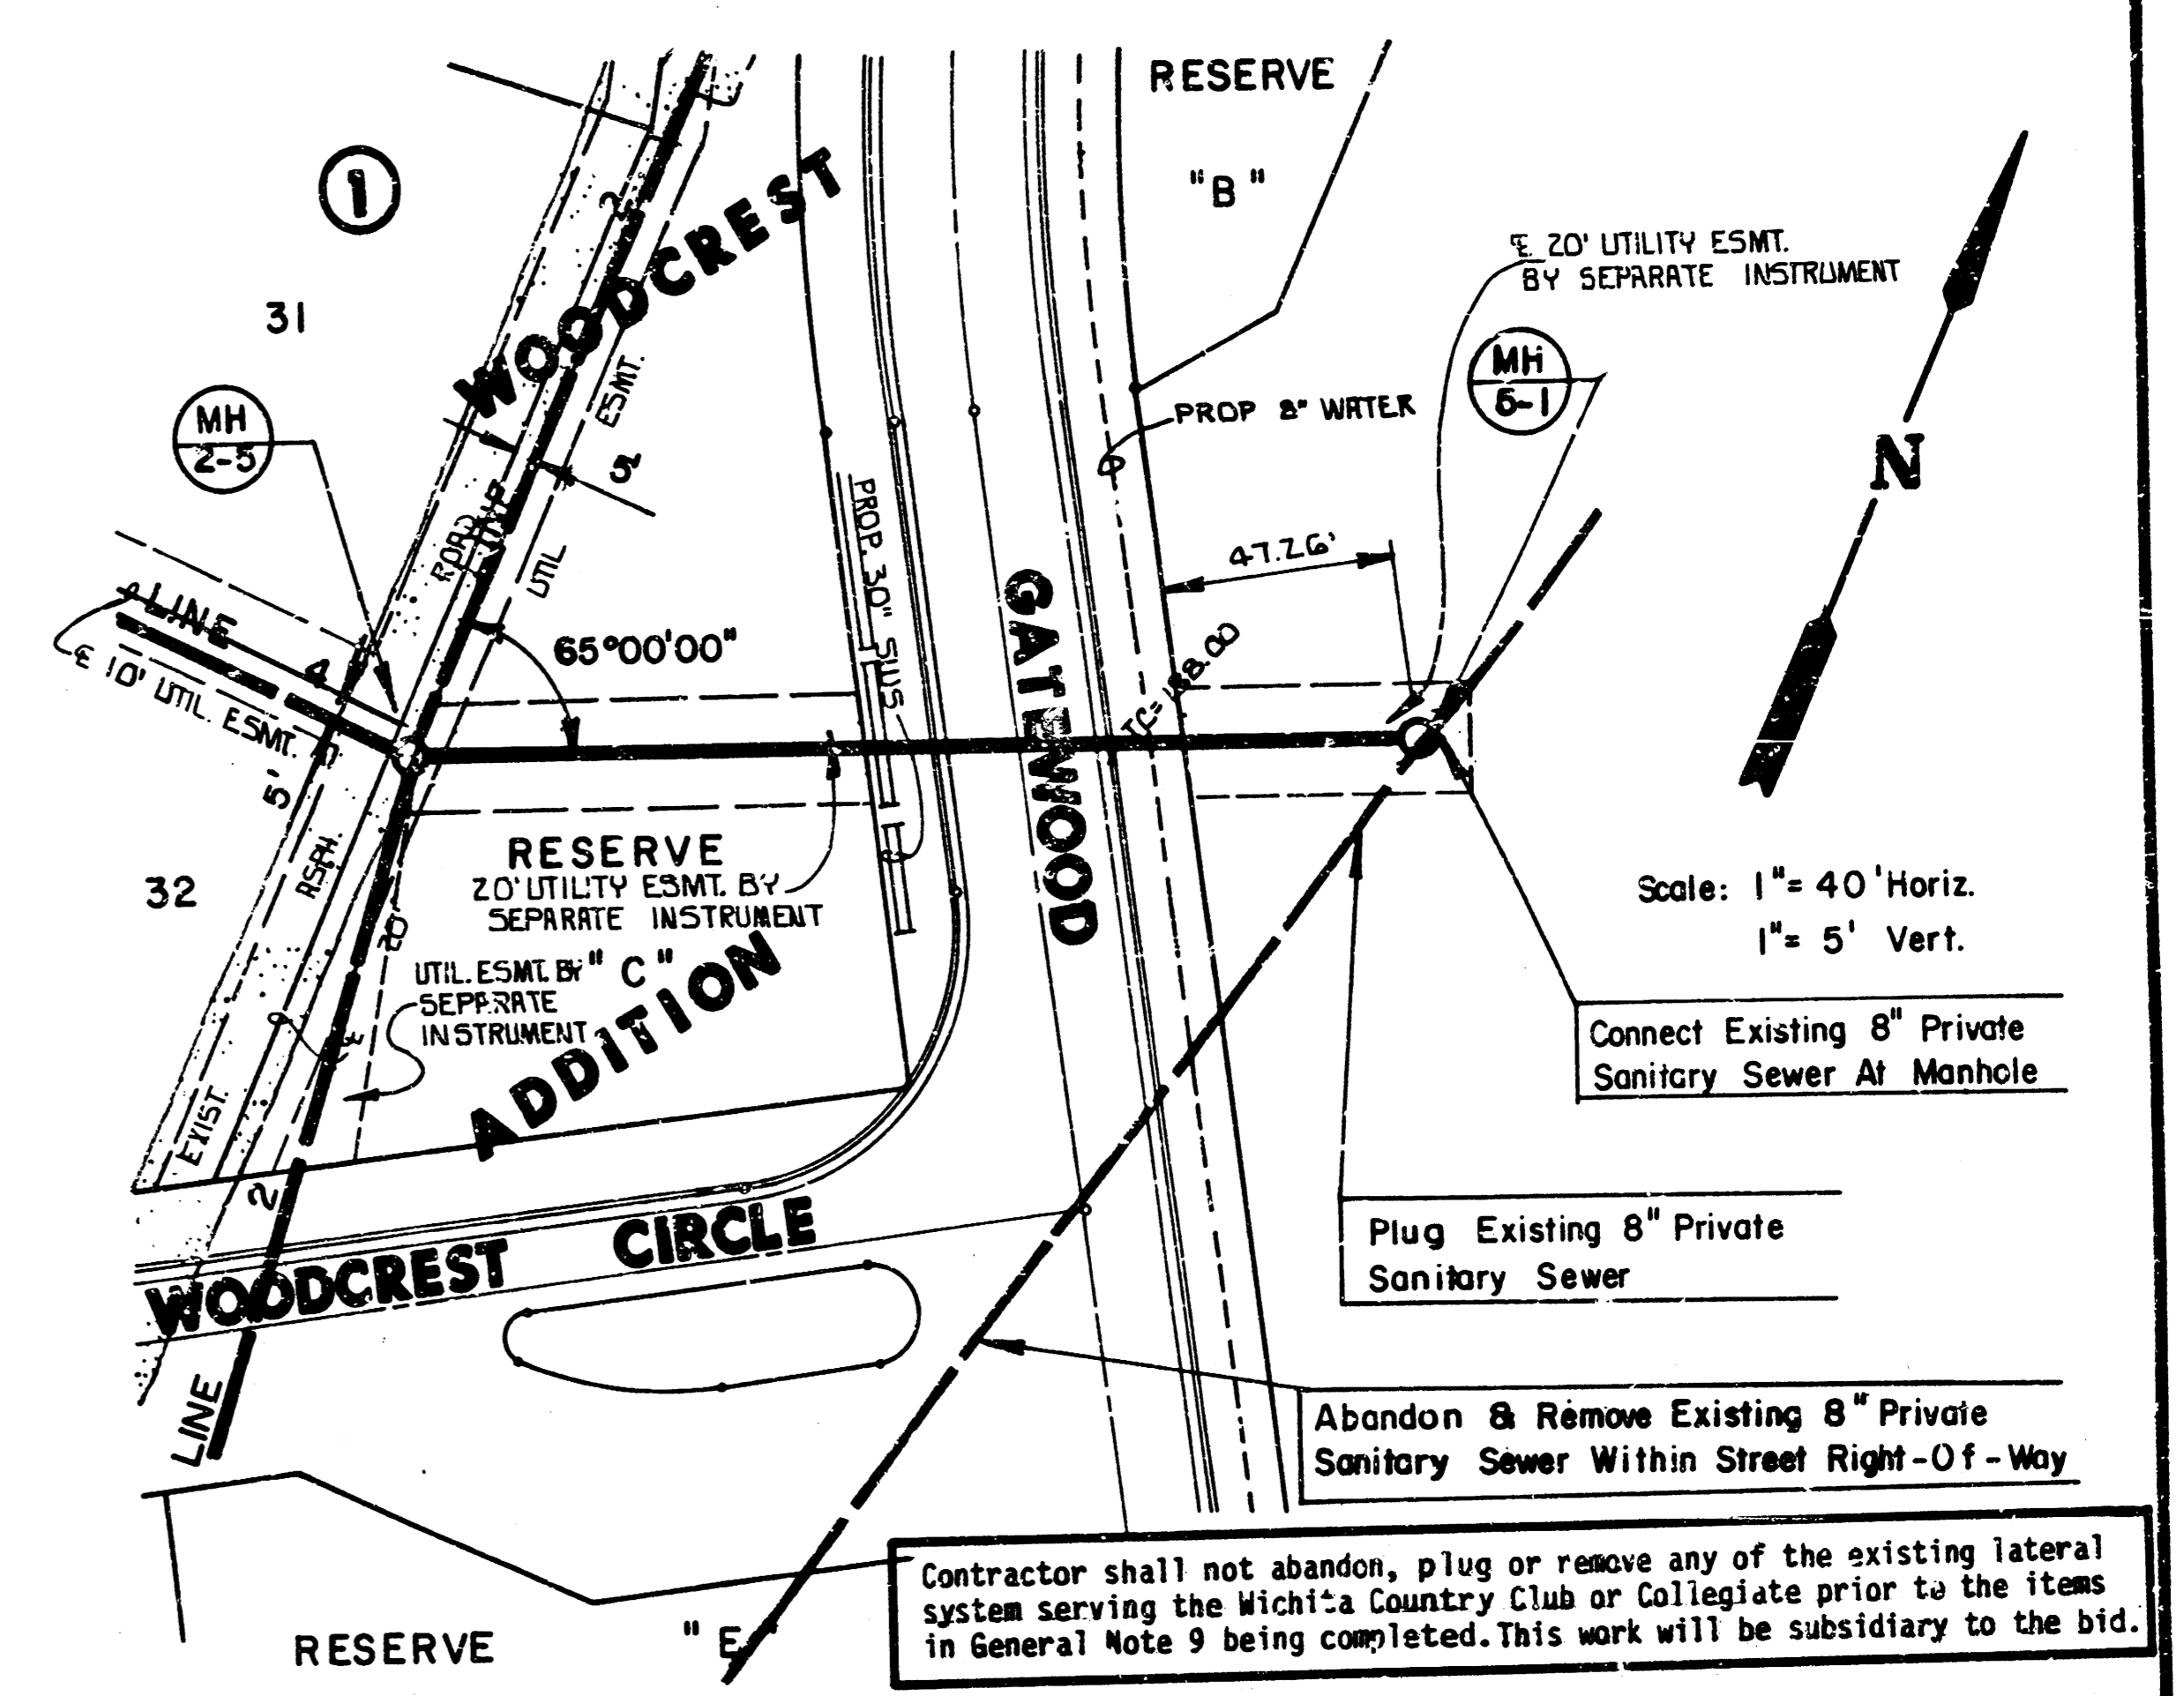 RESERVE
"B"
1
WOODCREST
31
℄ 20' UTILITY ESMT.
BY SEPARATE INSTRUMENT
MH
2-5
MH
5-1
PROP 8" WATER
ESMT.
5'
N
2
ROAD
UTIL
PROP. 30" SWS
47.26'
GATEWOOD
LINE
4
65°00'00"
℄ 10' UTIL. ESMT.
5'
ASPH.
32
RESERVE
20' UTILITY ESMT. BY
SEPARATE INSTRUMENT
"C"
UTIL. ESMT. BY
SEPARATE
INSTRUMENT
20'
℄
ADDITION
Scale: 1"= 40' Horiz.
1"= 5' Vert.
Connect Existing 8" Private
Sanitary Sewer At Manhole
EXIST.
2
WOODCREST CIRCLE
Plug Existing 8" Private
Sanitary Sewer
LINE
Abandon & Remove Existing 8" Private
Sanitary Sewer Within Street Right-Of-Way
RESERVE "E"
Contractor shall not abandon, plug or remove any of the existing lateral
system serving the Wichita Country Club or Collegiate prior to the items
in General Note 9 being completed. This work will be subsidiary to the bid.